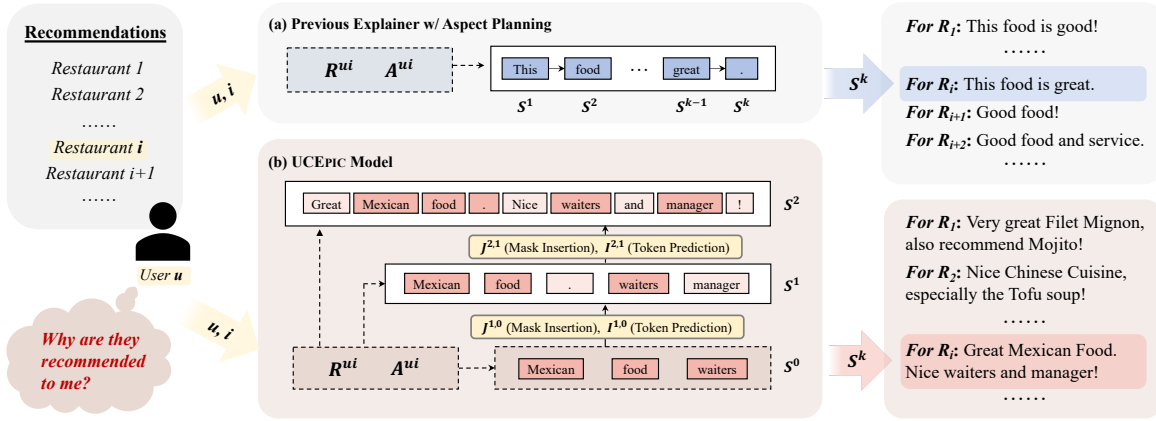 Recommendations
Restaurant 1
Restaurant 2
......
Restaurant i
Restaurant i+1
......
User u
Why are they
recommended
to me?
u, i
u, i
(a) Previous Explainer w/ Aspect Planning
R^{ui} A^{ui}
This food ... great .
S^1 S^2 S^{k-1} S^k
S^k
(b) UCEPIC Model
Great Mexican food . Nice waiters and manager !
S^2
J^{2,1} (Mask Insertion), I^{2,1} (Token Prediction)
Mexican food . waiters manager
S^1
J^{1,0} (Mask Insertion), I^{1,0} (Token Prediction)
R^{ui} A^{ui}
Mexican food waiters
S^0
S^k
For R_1: This food is good!
......
For R_i: This food is great.
For R_{i+1}: Good food!
For R_{i+2}: Good food and service.
......
For R_1: Very great Filet Mignon,
also recommend Mojito!
For R_2: Nice Chinese Cuisine,
especially the Tofu soup!
......
For R_i: Great Mexican Food.
Nice waiters and manager!
......